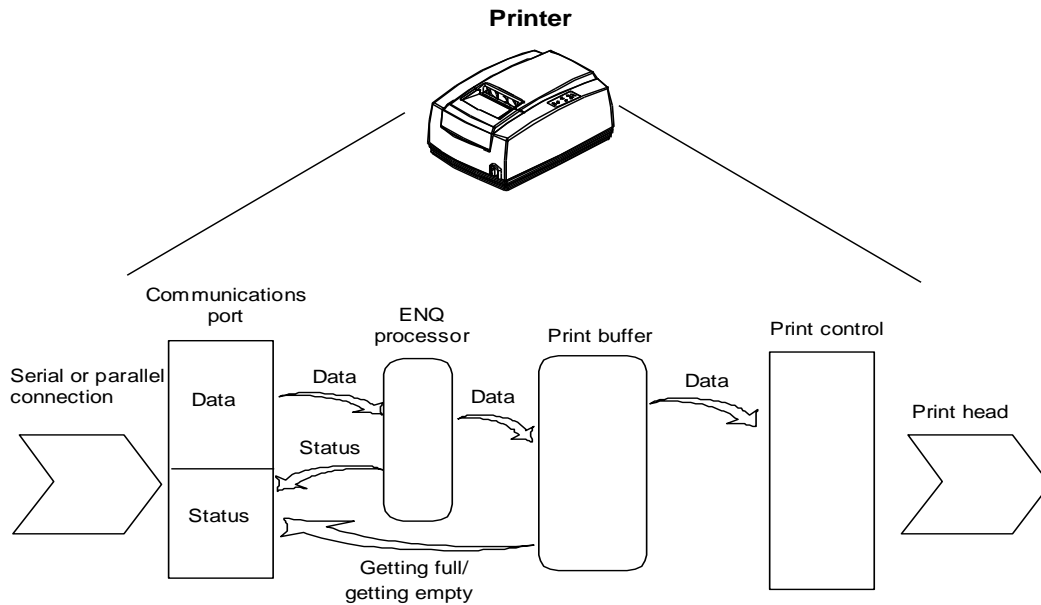 Printer
Communications
port
ENQ
processor
Print buffer
Print control
Serial or parallel
connection
Data
Data
Data
Data
Print head
Status
Status
Getting full/
getting empty